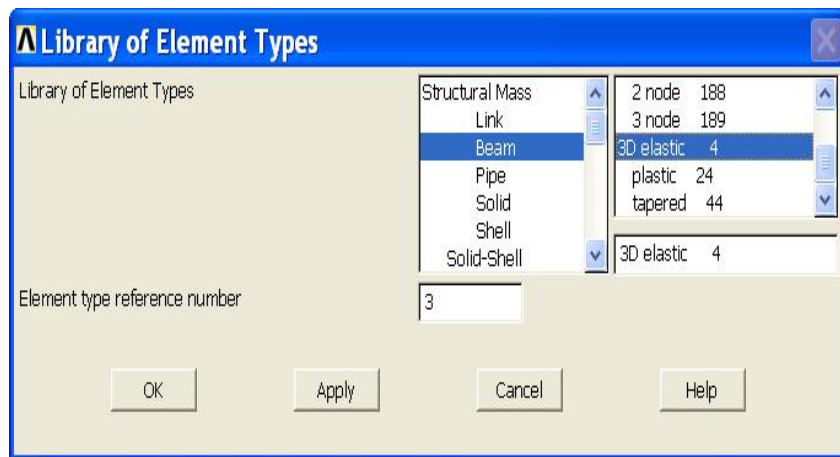 Λ Library of Element Types
Library of Element Types
Structural Mass
Link
Beam
Pipe
Solid
Shell
Solid-Shell
2 node 188
3 node 189
3D elastic 4
plastic 24
tapered 44
3D elastic 4
Element type reference number
3
OK
Apply
Cancel
Help